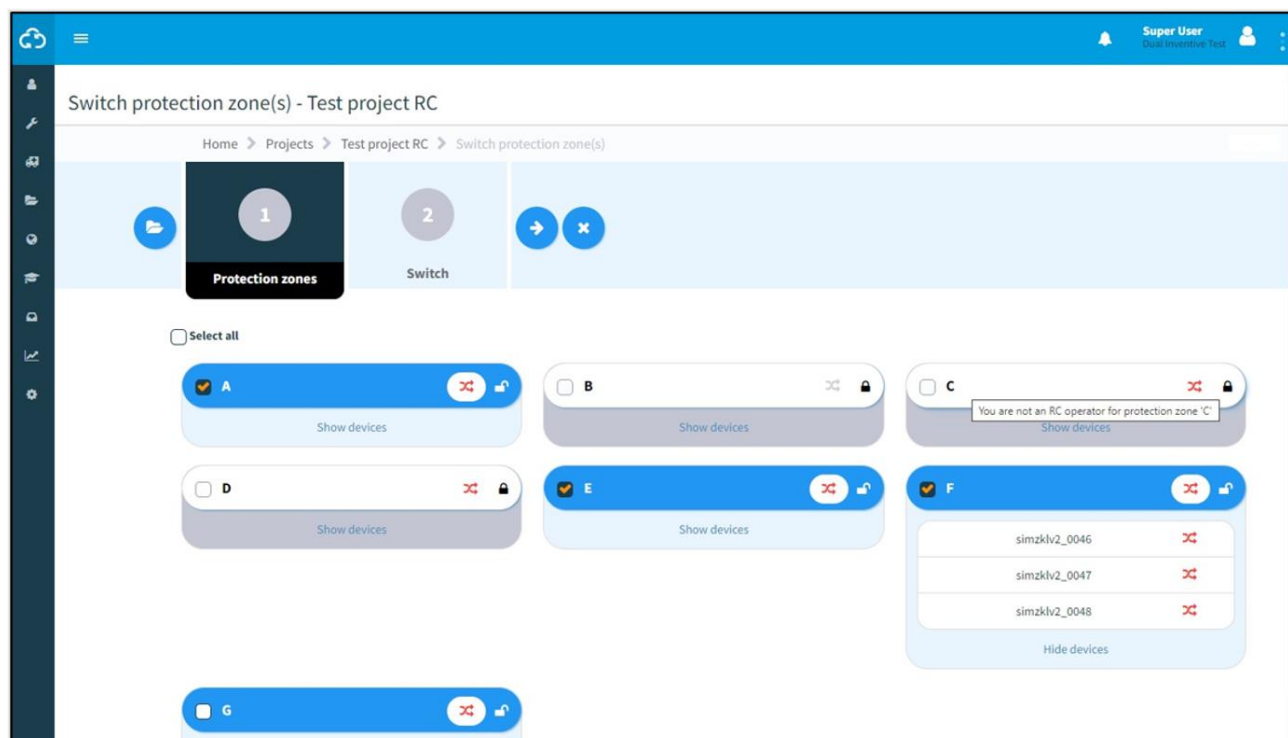 Super User
Dual Inventive Test
Switch protection zone(s) - Test project RC
Home > Projects > Test project RC > Switch protection zone(s)
1
2
Protection zones
Switch
Select all
A
B
C
You are not an RC operator for protection zone 'C'
Show devices
Show devices
Show devices
D
E
F
Show devices
Show devices
simzklv2_0046
simzklv2_0047
simzklv2_0048
Hide devices
G